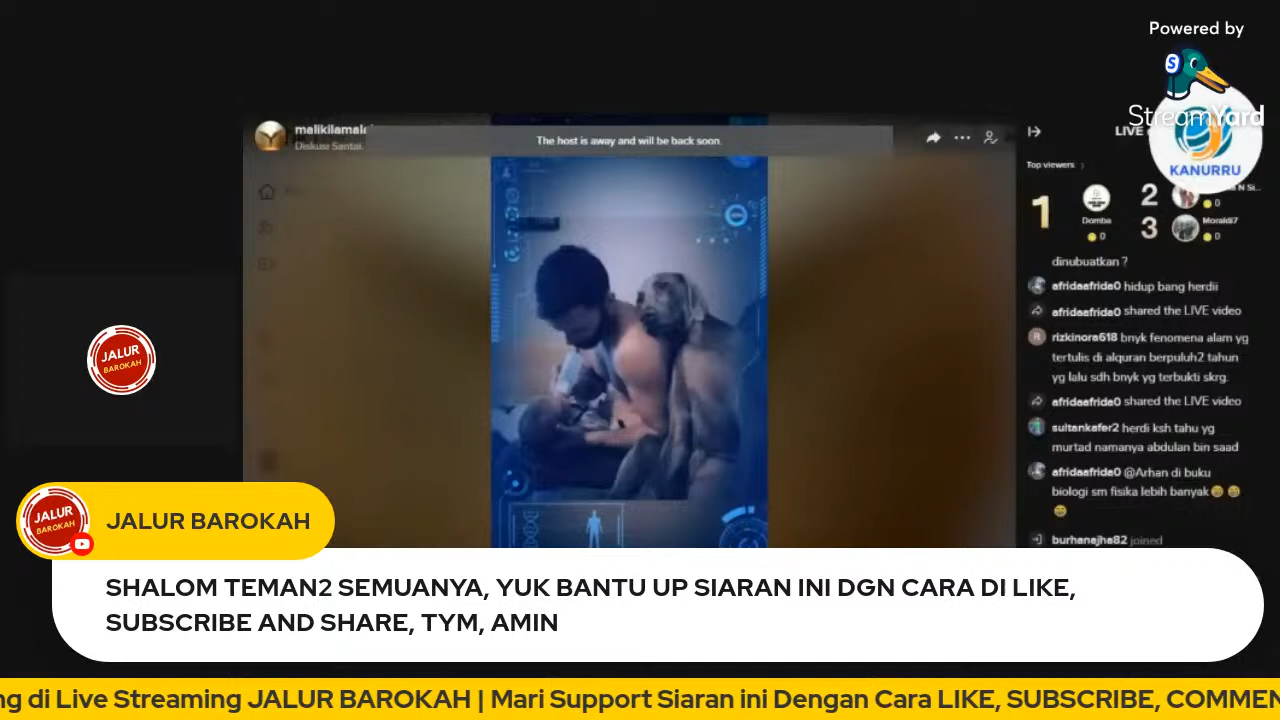 Powered by
StreamYard
KANURRU
malikilamala
Diskusi Santai.
The host is away and will be back soon.
LIVE
Top viewers
1
Domba
0
2
N Si...
0
3
Moraldi7
0
dinubuatkan ?
afridaafrida0 hidup bang herdii
afridaafrida0 shared the LIVE video
rizkinora618 bnyk fenomena alam yg
tertulis di alquran berpuluh2 tahun
yg lalu sdh bnyk yg terbukti skrg.
afridaafrida0 shared the LIVE video
sultankafer2 herdi ksh tahu yg
murtad namanya abdulan bin saad
afridaafrida0 @Arhan di buku
biologi sm fisika lebih banyak😄 😄
😄
burhanajha82 joined
JALUR
BAROKAH
JALUR
BAROKAH
JALUR BAROKAH
SHALOM TEMAN2 SEMUANYA, YUK BANTU UP SIARAN INI DGN CARA DI LIKE,
SUBSCRIBE AND SHARE, TYM, AMIN
ng di Live Streaming JALUR BAROKAH | Mari Support Siaran ini Dengan Cara LIKE, SUBSCRIBE, COMMEN